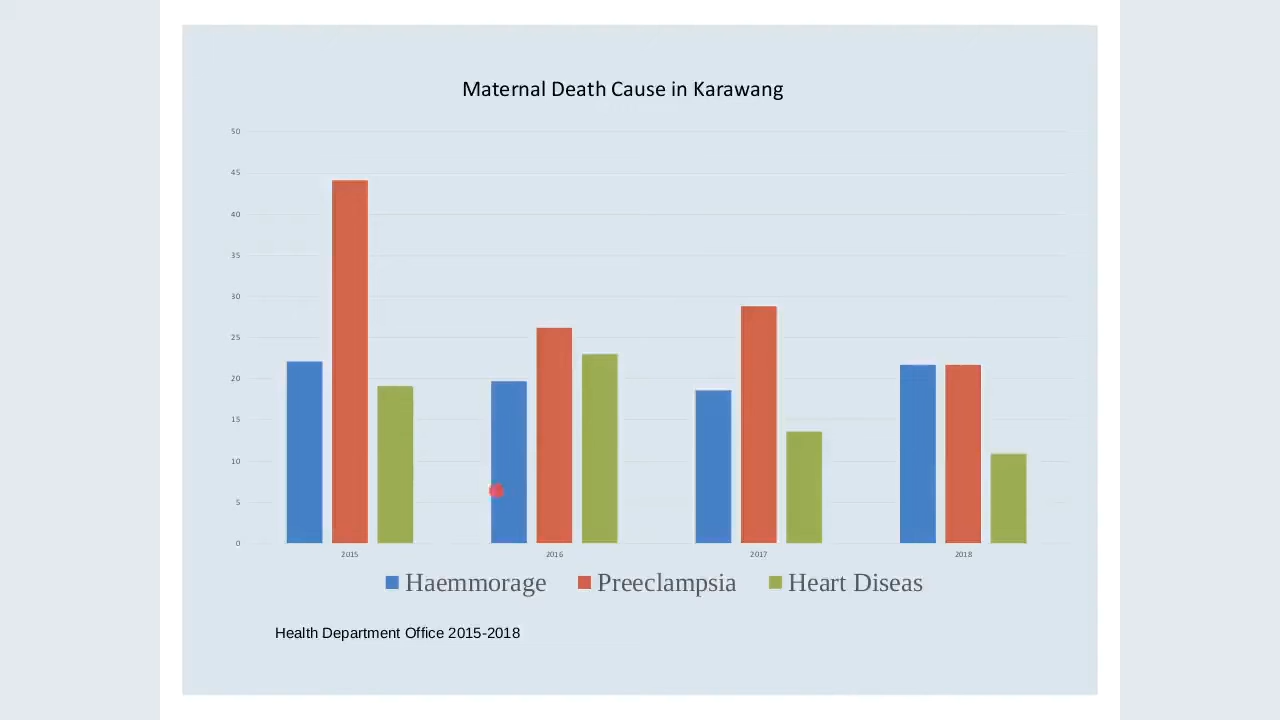 Maternal Death Cause in Karawang
50
45
40
35
30
25
20
15
10
5
0
2015 2016 2017 2018
Haemmorage Preeclampsia Heart Diseas
Health Department Office 2015-2018